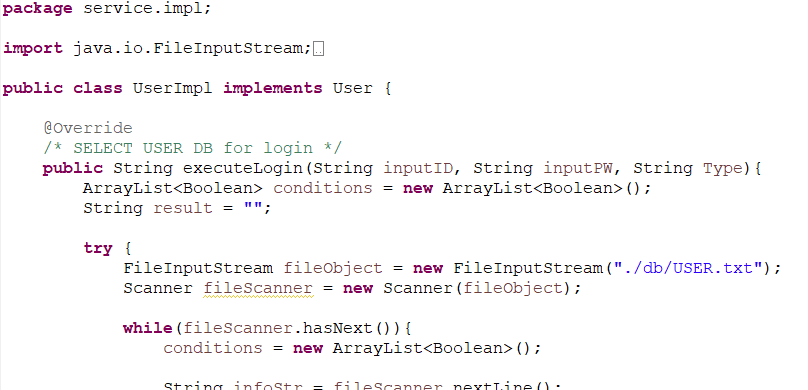 package service.impl;
import java.io.FileInputStream;
public class UserImpl implements User {
@Override
/* SELECT USER DB for login */
public String executeLogin(String inputID, String inputPW, String Type){
ArrayList<Boolean> conditions = new ArrayList<Boolean>();
String result = "";
try {
FileInputStream fileObject = new FileInputStream("./db/USER.txt");
Scanner fileScanner = new Scanner(fileObject);
while(fileScanner.hasNext()){
conditions = new ArrayList<Boolean>();
String infoStr = fileScanner.nextLine();